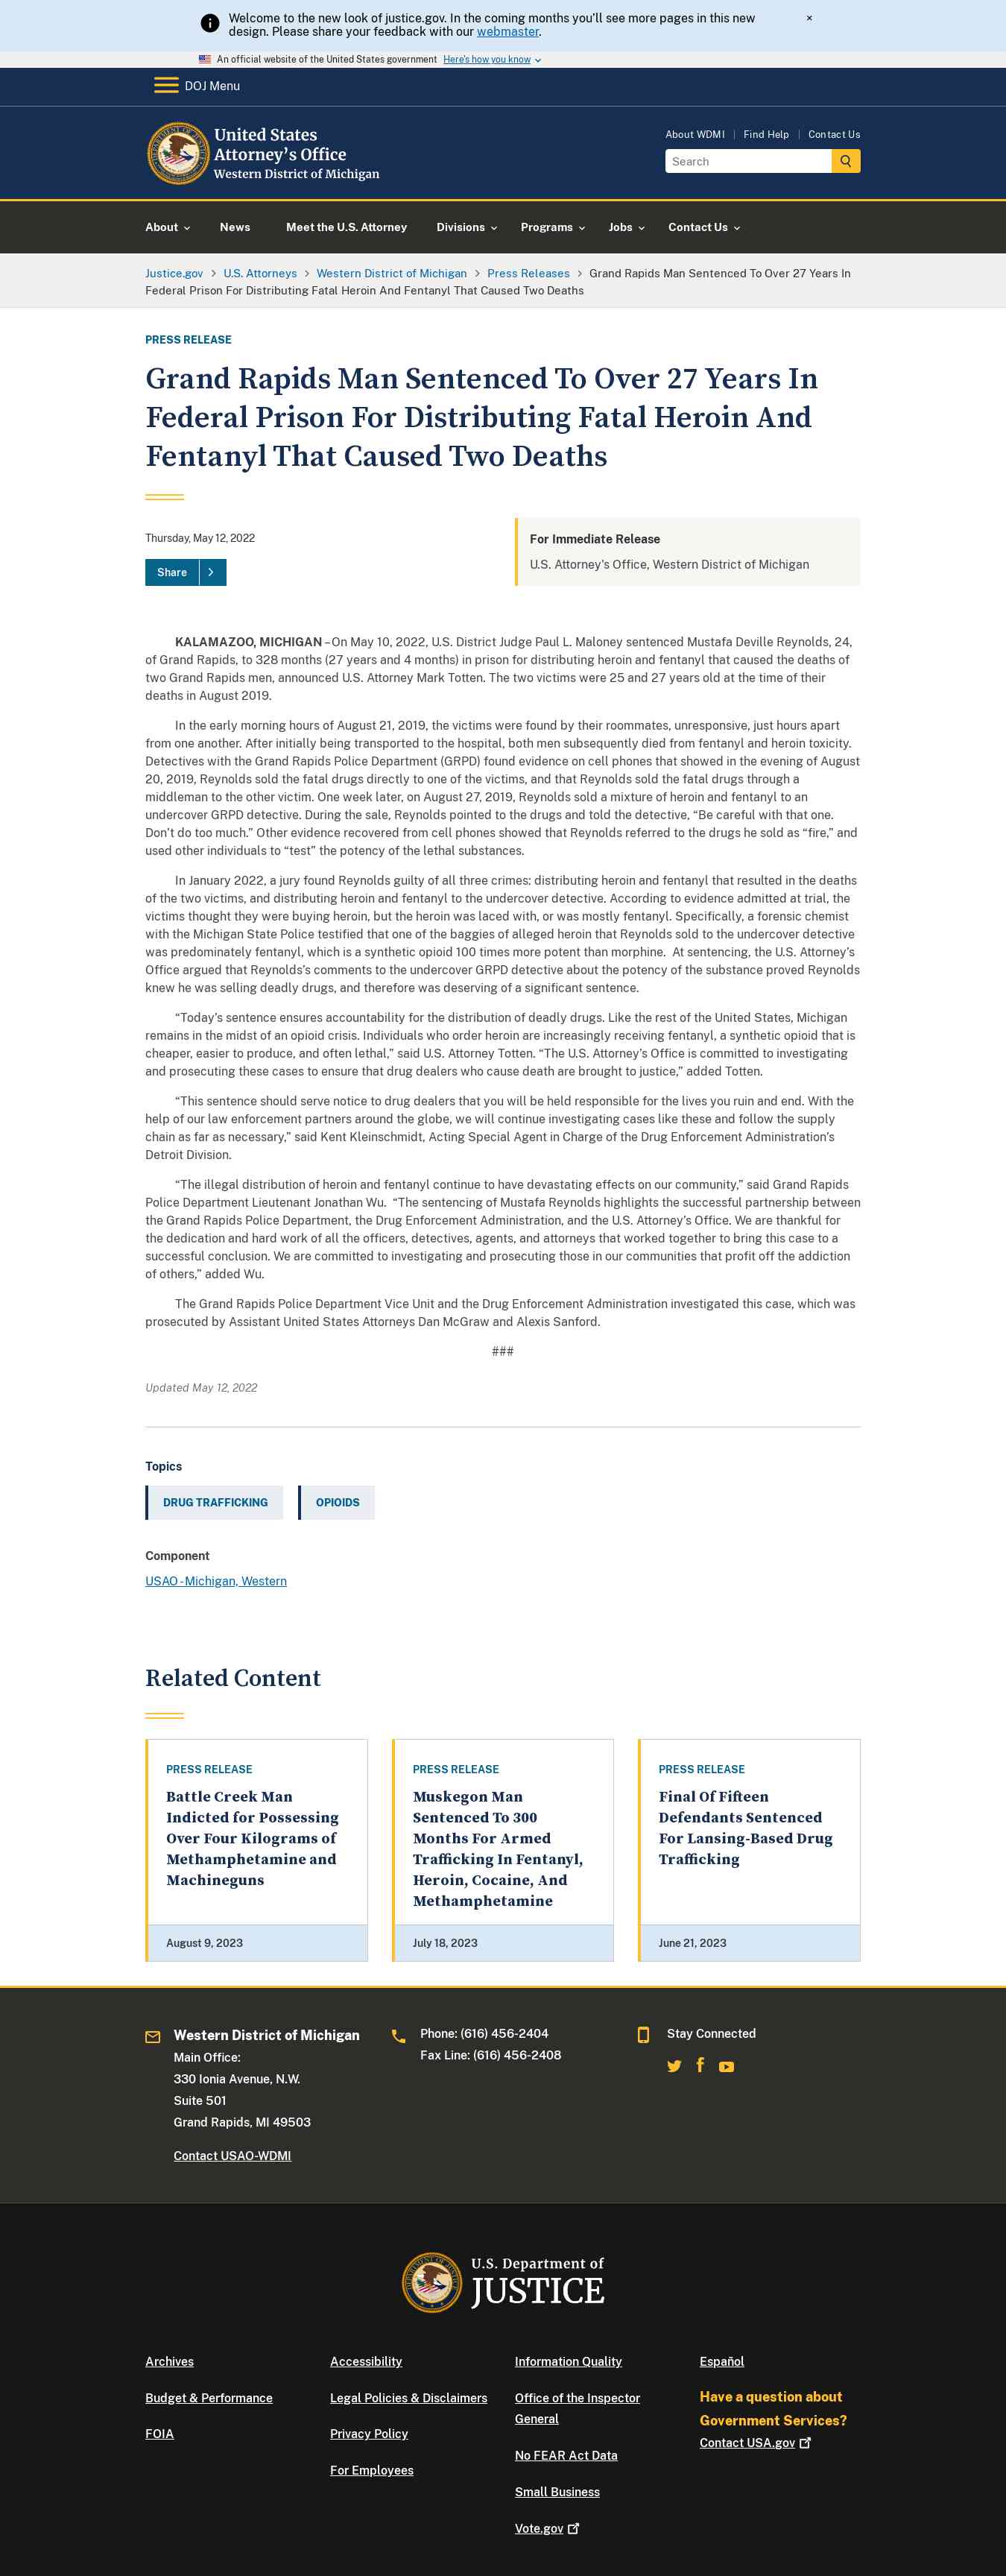 Welcome to the new look of justice.gov. In the coming months you'll see more pages in this new
design. Please share your feedback with our webmaster.
×
An official website of the United States government Here's how you know
DOJ Menu
United States
Attorney's Office
Western District of Michigan
About WDMI | Find Help | Contact Us
Search
About News Meet the U.S. Attorney Divisions Programs Jobs Contact Us
Justice.gov > U.S. Attorneys > Western District of Michigan > Press Releases > Grand Rapids Man Sentenced To Over 27 Years In
Federal Prison For Distributing Fatal Heroin And Fentanyl That Caused Two Deaths
PRESS RELEASE
Grand Rapids Man Sentenced To Over 27 Years In
Federal Prison For Distributing Fatal Heroin And
Fentanyl That Caused Two Deaths
Thursday, May 12, 2022
Share >
For Immediate Release
U.S. Attorney's Office, Western District of Michigan
KALAMAZOO, MICHIGAN – On May 10, 2022, U.S. District Judge Paul L. Maloney sentenced Mustafa Deville Reynolds, 24,
of Grand Rapids, to 328 months (27 years and 4 months) in prison for distributing heroin and fentanyl that caused the deaths of
two Grand Rapids men, announced U.S. Attorney Mark Totten. The two victims were 25 and 27 years old at the time of their
deaths in August 2019.
In the early morning hours of August 21, 2019, the victims were found by their roommates, unresponsive, just hours apart
from one another. After initially being transported to the hospital, both men subsequently died from fentanyl and heroin toxicity.
Detectives with the Grand Rapids Police Department (GRPD) found evidence on cell phones that showed in the evening of August
20, 2019, Reynolds sold the fatal drugs directly to one of the victims, and that Reynolds sold the fatal drugs through a
middleman to the other victim. One week later, on August 27, 2019, Reynolds sold a mixture of heroin and fentanyl to an
undercover GRPD detective. During the sale, Reynolds pointed to the drugs and told the detective, “Be careful with that one.
Don't do too much.” Other evidence recovered from cell phones showed that Reynolds referred to the drugs he sold as “fire,” and
used other individuals to “test” the potency of the lethal substances.
In January 2022, a jury found Reynolds guilty of all three crimes: distributing heroin and fentanyl that resulted in the deaths
of the two victims, and distributing heroin and fentanyl to the undercover detective. According to evidence admitted at trial, the
victims thought they were buying heroin, but the heroin was laced with, or was mostly fentanyl. Specifically, a forensic chemist
with the Michigan State Police testified that one of the baggies of alleged heroin that Reynolds sold to the undercover detective
was predominately fentanyl, which is a synthetic opioid 100 times more potent than morphine. At sentencing, the U.S. Attorney's
Office argued that Reynolds's comments to the undercover GRPD detective about the potency of the substance proved Reynolds
knew he was selling deadly drugs, and therefore was deserving of a significant sentence.
“Today's sentence ensures accountability for the distribution of deadly drugs. Like the rest of the United States, Michigan
remains in the midst of an opioid crisis. Individuals who order heroin are increasingly receiving fentanyl, a synthetic opioid that is
cheaper, easier to produce, and often lethal,” said U.S. Attorney Totten. “The U.S. Attorney's Office is committed to investigating
and prosecuting these cases to ensure that drug dealers who cause death are brought to justice,” added Totten.
“This sentence should serve notice to drug dealers that you will be held responsible for the lives you ruin and end. With the
help of our law enforcement partners around the globe, we will continue investigating cases like these and follow the supply
chain as far as necessary,” said Kent Kleinschmidt, Acting Special Agent in Charge of the Drug Enforcement Administration's
Detroit Division.
“The illegal distribution of heroin and fentanyl continue to have devastating effects on our community,” said Grand Rapids
Police Department Lieutenant Jonathan Wu. “The sentencing of Mustafa Reynolds highlights the successful partnership between
the Grand Rapids Police Department, the Drug Enforcement Administration, and the U.S. Attorney's Office. We are thankful for
the dedication and hard work of all the officers, detectives, agents, and attorneys that worked together to bring this case to a
successful conclusion. We are committed to investigating and prosecuting those in our communities that profit off the addiction
of others,” added Wu.
The Grand Rapids Police Department Vice Unit and the Drug Enforcement Administration investigated this case, which was
prosecuted by Assistant United States Attorneys Dan McGraw and Alexis Sanford.
###
Updated May 12, 2022
Topics
DRUG TRAFFICKING
OPIOIDS
Component
USAO - Michigan, Western
Related Content
PRESS RELEASE
Battle Creek Man
Indicted for Possessing
Over Four Kilograms of
Methamphetamine and
Machineguns
August 9, 2023
PRESS RELEASE
Muskegon Man
Sentenced To 300
Months For Armed
Trafficking In Fentanyl,
Heroin, Cocaine, And
Methamphetamine
July 18, 2023
PRESS RELEASE
Final Of Fifteen
Defendants Sentenced
For Lansing-Based Drug
Trafficking
June 21, 2023
Western District of Michigan
Main Office:
330 Ionia Avenue, N.W.
Suite 501
Grand Rapids, MI 49503
Contact USAO-WDMI
Phone: (616) 456-2404
Fax Line: (616) 456-2408
Stay Connected
U.S. Department of
JUSTICE
Archives
Budget & Performance
FOIA
Accessibility
Legal Policies & Disclaimers
Privacy Policy
For Employees
Information Quality
Office of the Inspector
General
No FEAR Act Data
Small Business
Vote.gov
Español
Have a question about
Government Services?
Contact USA.gov